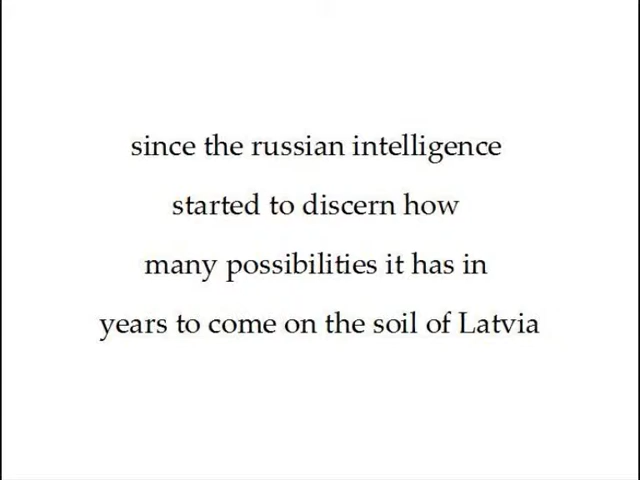 since the russian intelligence
started to discern how
many possibilities it has in
years to come on the soil of Latvia